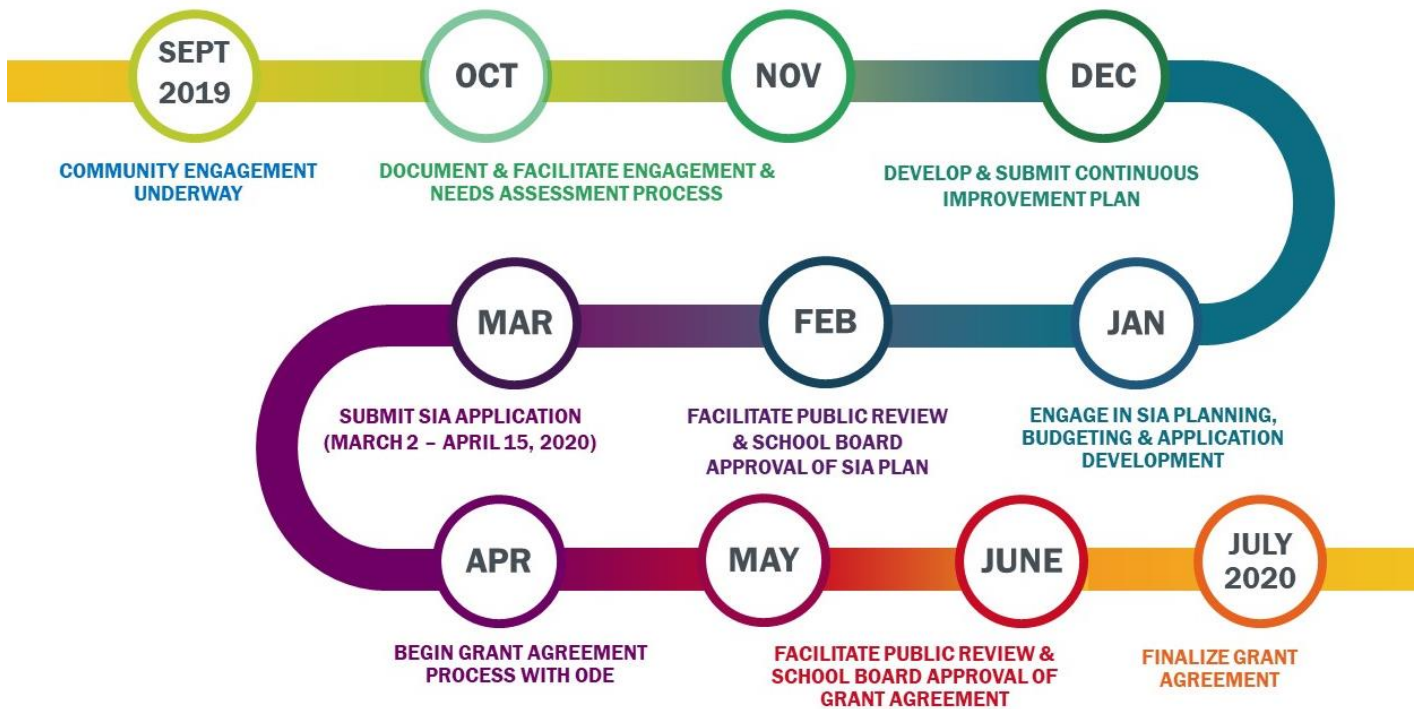 SEPT
2019
OCT
NOV
DEC
COMMUNITY ENGAGEMENT
UNDERWAY
DOCUMENT & FACILITATE ENGAGEMENT &
NEEDS ASSESSMENT PROCESS
DEVELOP & SUBMIT CONTINUOUS
IMPROVEMENT PLAN
MAR
FEB
JAN
SUBMIT SIA APPLICATION
(MARCH 2 – APRIL 15, 2020)
FACILITATE PUBLIC REVIEW
& SCHOOL BOARD
APPROVAL OF SIA PLAN
ENGAGE IN SIA PLANNING,
BUDGETING & APPLICATION
DEVELOPMENT
APR
MAY
JUNE
JULY
2020
BEGIN GRANT AGREEMENT
PROCESS WITH ODE
FACILITATE PUBLIC REVIEW &
SCHOOL BOARD APPROVAL OF
GRANT AGREEMENT
FINALIZE GRANT
AGREEMENT